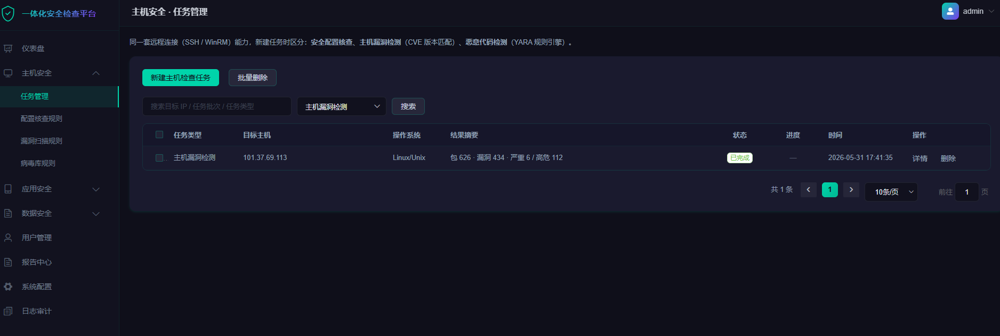 一体化安全检查平台
主机安全 - 任务管理
admin
仪表盘
主机安全
任务管理
配置核查规则
漏洞扫描规则
病毒库规则
应用安全
数据安全
用户管理
报告中心
系统配置
日志审计
同一套远程连接（SSH / WinRM）能力，新建任务时区分：安全配置核查、主机漏洞检测（CVE 版本匹配）、恶意代码检测（YARA 规则引擎）。
新建主机检查任务 批量删除
搜索目标 IP / 任务批次 / 任务类型 主机漏洞检测 搜索
任务类型 目标主机 操作系统 结果摘要 状态 进度 时间 操作
主机漏洞检测 101.37.69.113 Linux/Unix 包 626 · 漏洞 434 · 严重 6 / 高危 112 已完成 — 2026-05-31 17:41:35 详情 删除
共 1 条 1 10条/页 前往 1 页